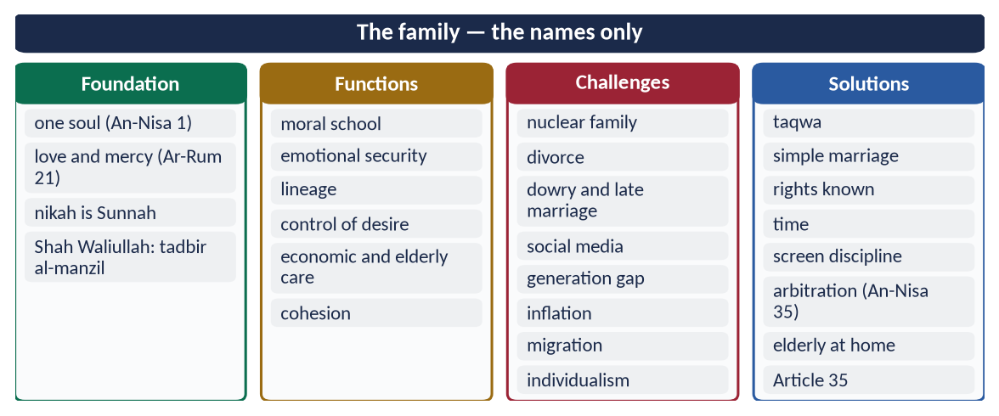 The family — the names only
Foundation
one soul (An-Nisa 1)
love and mercy (Ar-Rum
21)
nikah is Sunnah
Shah Waliullah: tadbir
al-manzil
Functions
moral school
emotional security
lineage
control of desire
economic and elderly
care
cohesion
Challenges
nuclear family
divorce
dowry and late
marriage
social media
generation gap
inflation
migration
individualism
Solutions
taqwa
simple marriage
rights known
time
screen discipline
arbitration (An-Nisa
35)
elderly at home
Article 35